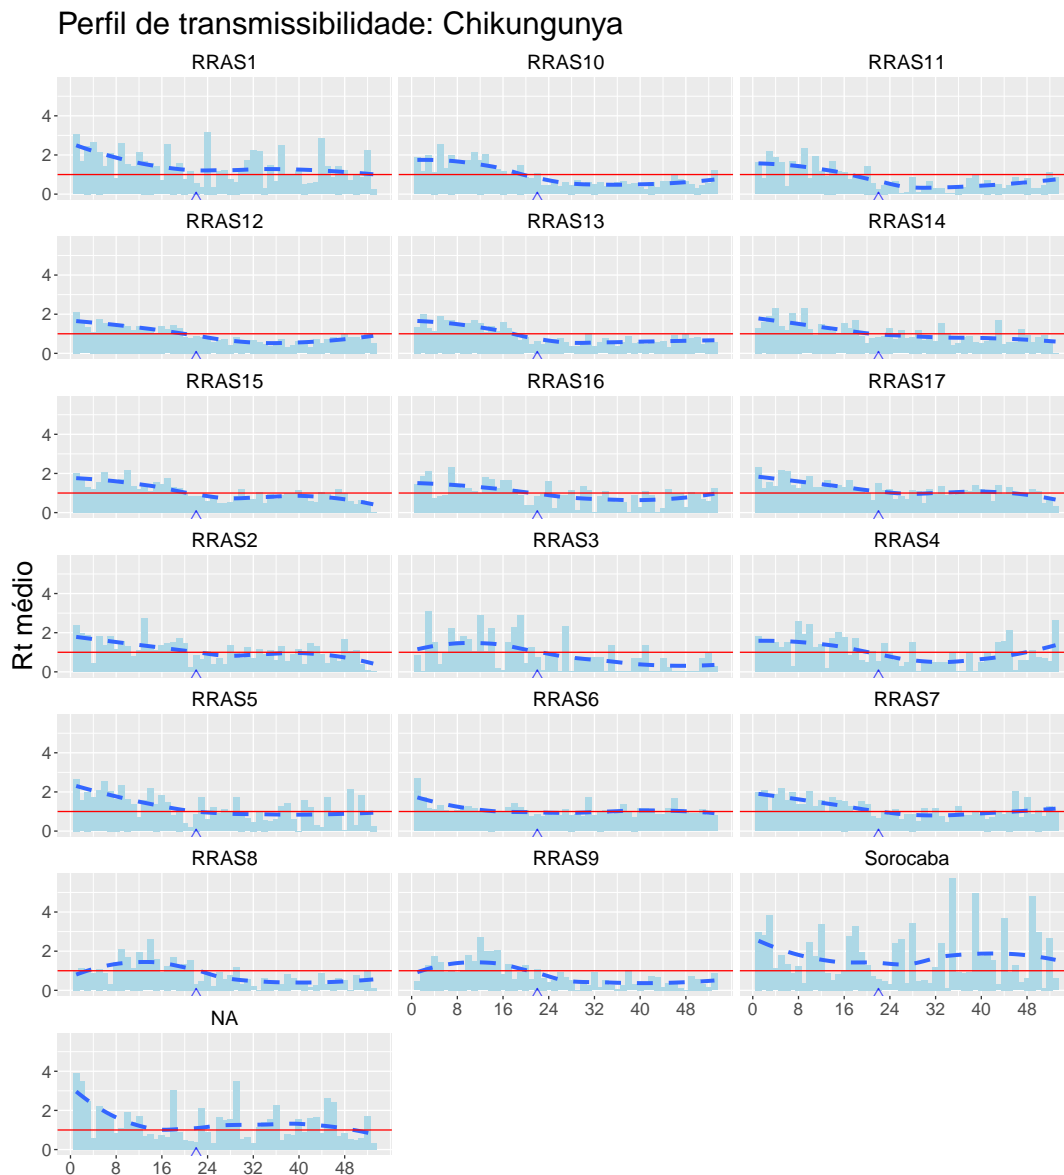 Perfil de transmissibilidade: Chikungunya
RRAS1 RRAS10 RRAS11
4
2
0
RRAS12 RRAS13 RRAS14
4
2
0
RRAS15 RRAS16 RRAS17
4
2
0
Rt médio
RRAS2 RRAS3 RRAS4
4
2
0
RRAS5 RRAS6 RRAS7
4
2
0
RRAS8 RRAS9 Sorocaba
4
2
0
0 8 16 24 32 40 48 0 8 16 24 32 40 48
NA
4
2
0
0 8 16 24 32 40 48